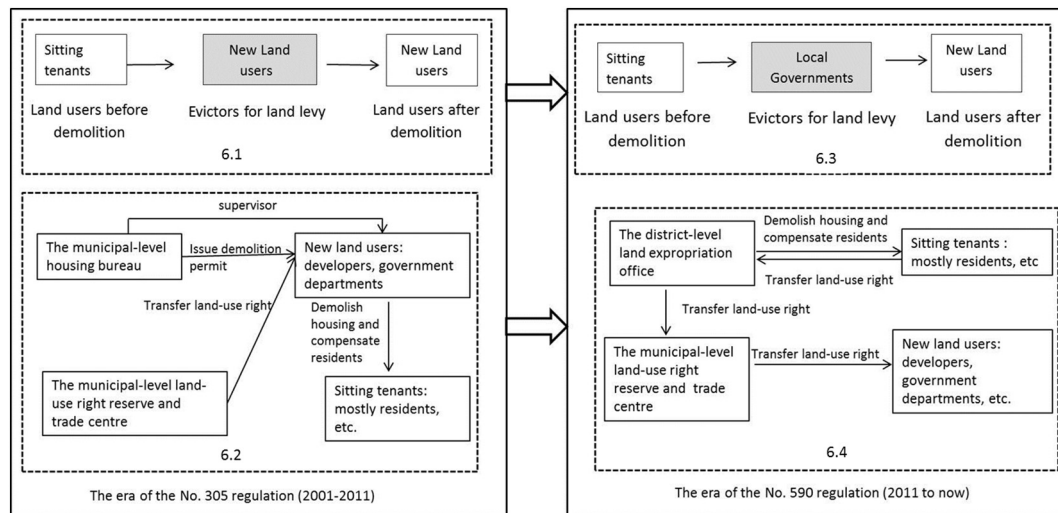 Sitting
tenants
New Land
users
New Land
users
Land users before
demolition
Evictors for land levy
Land users after
demolition
6.1
supervisor
The municipal-level
housing bureau
Issue demolition
permit
New land users:
developers, government
departments
Transfer land-use right
Demolish
housing and
compensate
residents
The municipal-level land-
use right reserve and
trade centre
Sitting tenants:
mostly residents,
etc.
6.2
The era of the No. 305 regulation (2001-2011)
Sitting
tenants
Local
Governments
New Land
users
Land users before
demolition
Evictors for land levy
Land users after
demolition
6.3
The district-level
land expropriation
office
Demolish housing and
compensate residents
Sitting tenants :
mostly residents, etc
Transfer land-use right
Transfer land-use right
The municipal-level
land-use right
reserve and trade
centre
Transfer land-use right
New land users:
developers,
government
departments, etc.
6.4
The era of the No. 590 regulation (2011 to now)